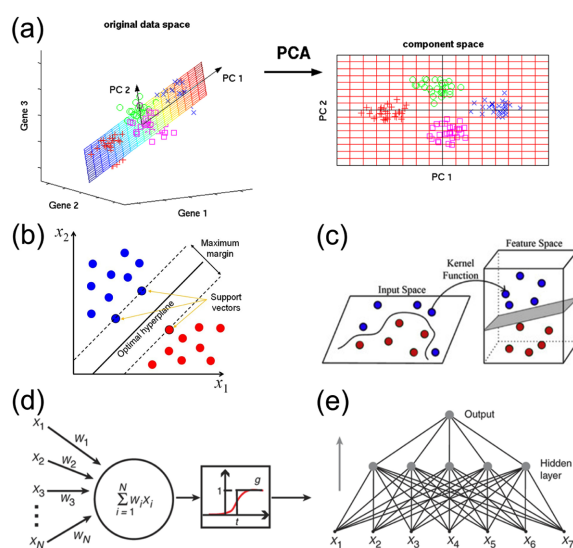 (a)
original data space
PCA
component space
PC 1
PC 2
Gene 3
Gene 2
Gene 1
PC 2
PC 1
(b)
x2
Maximum
margin
Support
vectors
Optimal hyperplane
x1
(c)
Feature Space
Kernel
Function
Input Space
(d)
X1
X2
X3
XN
W1
W2
W3
WN
N
∑ WiXi
i = 1
1
g
t
(e)
Output
Hidden
layer
X1 X2 X3 X4 X5 X6 X7